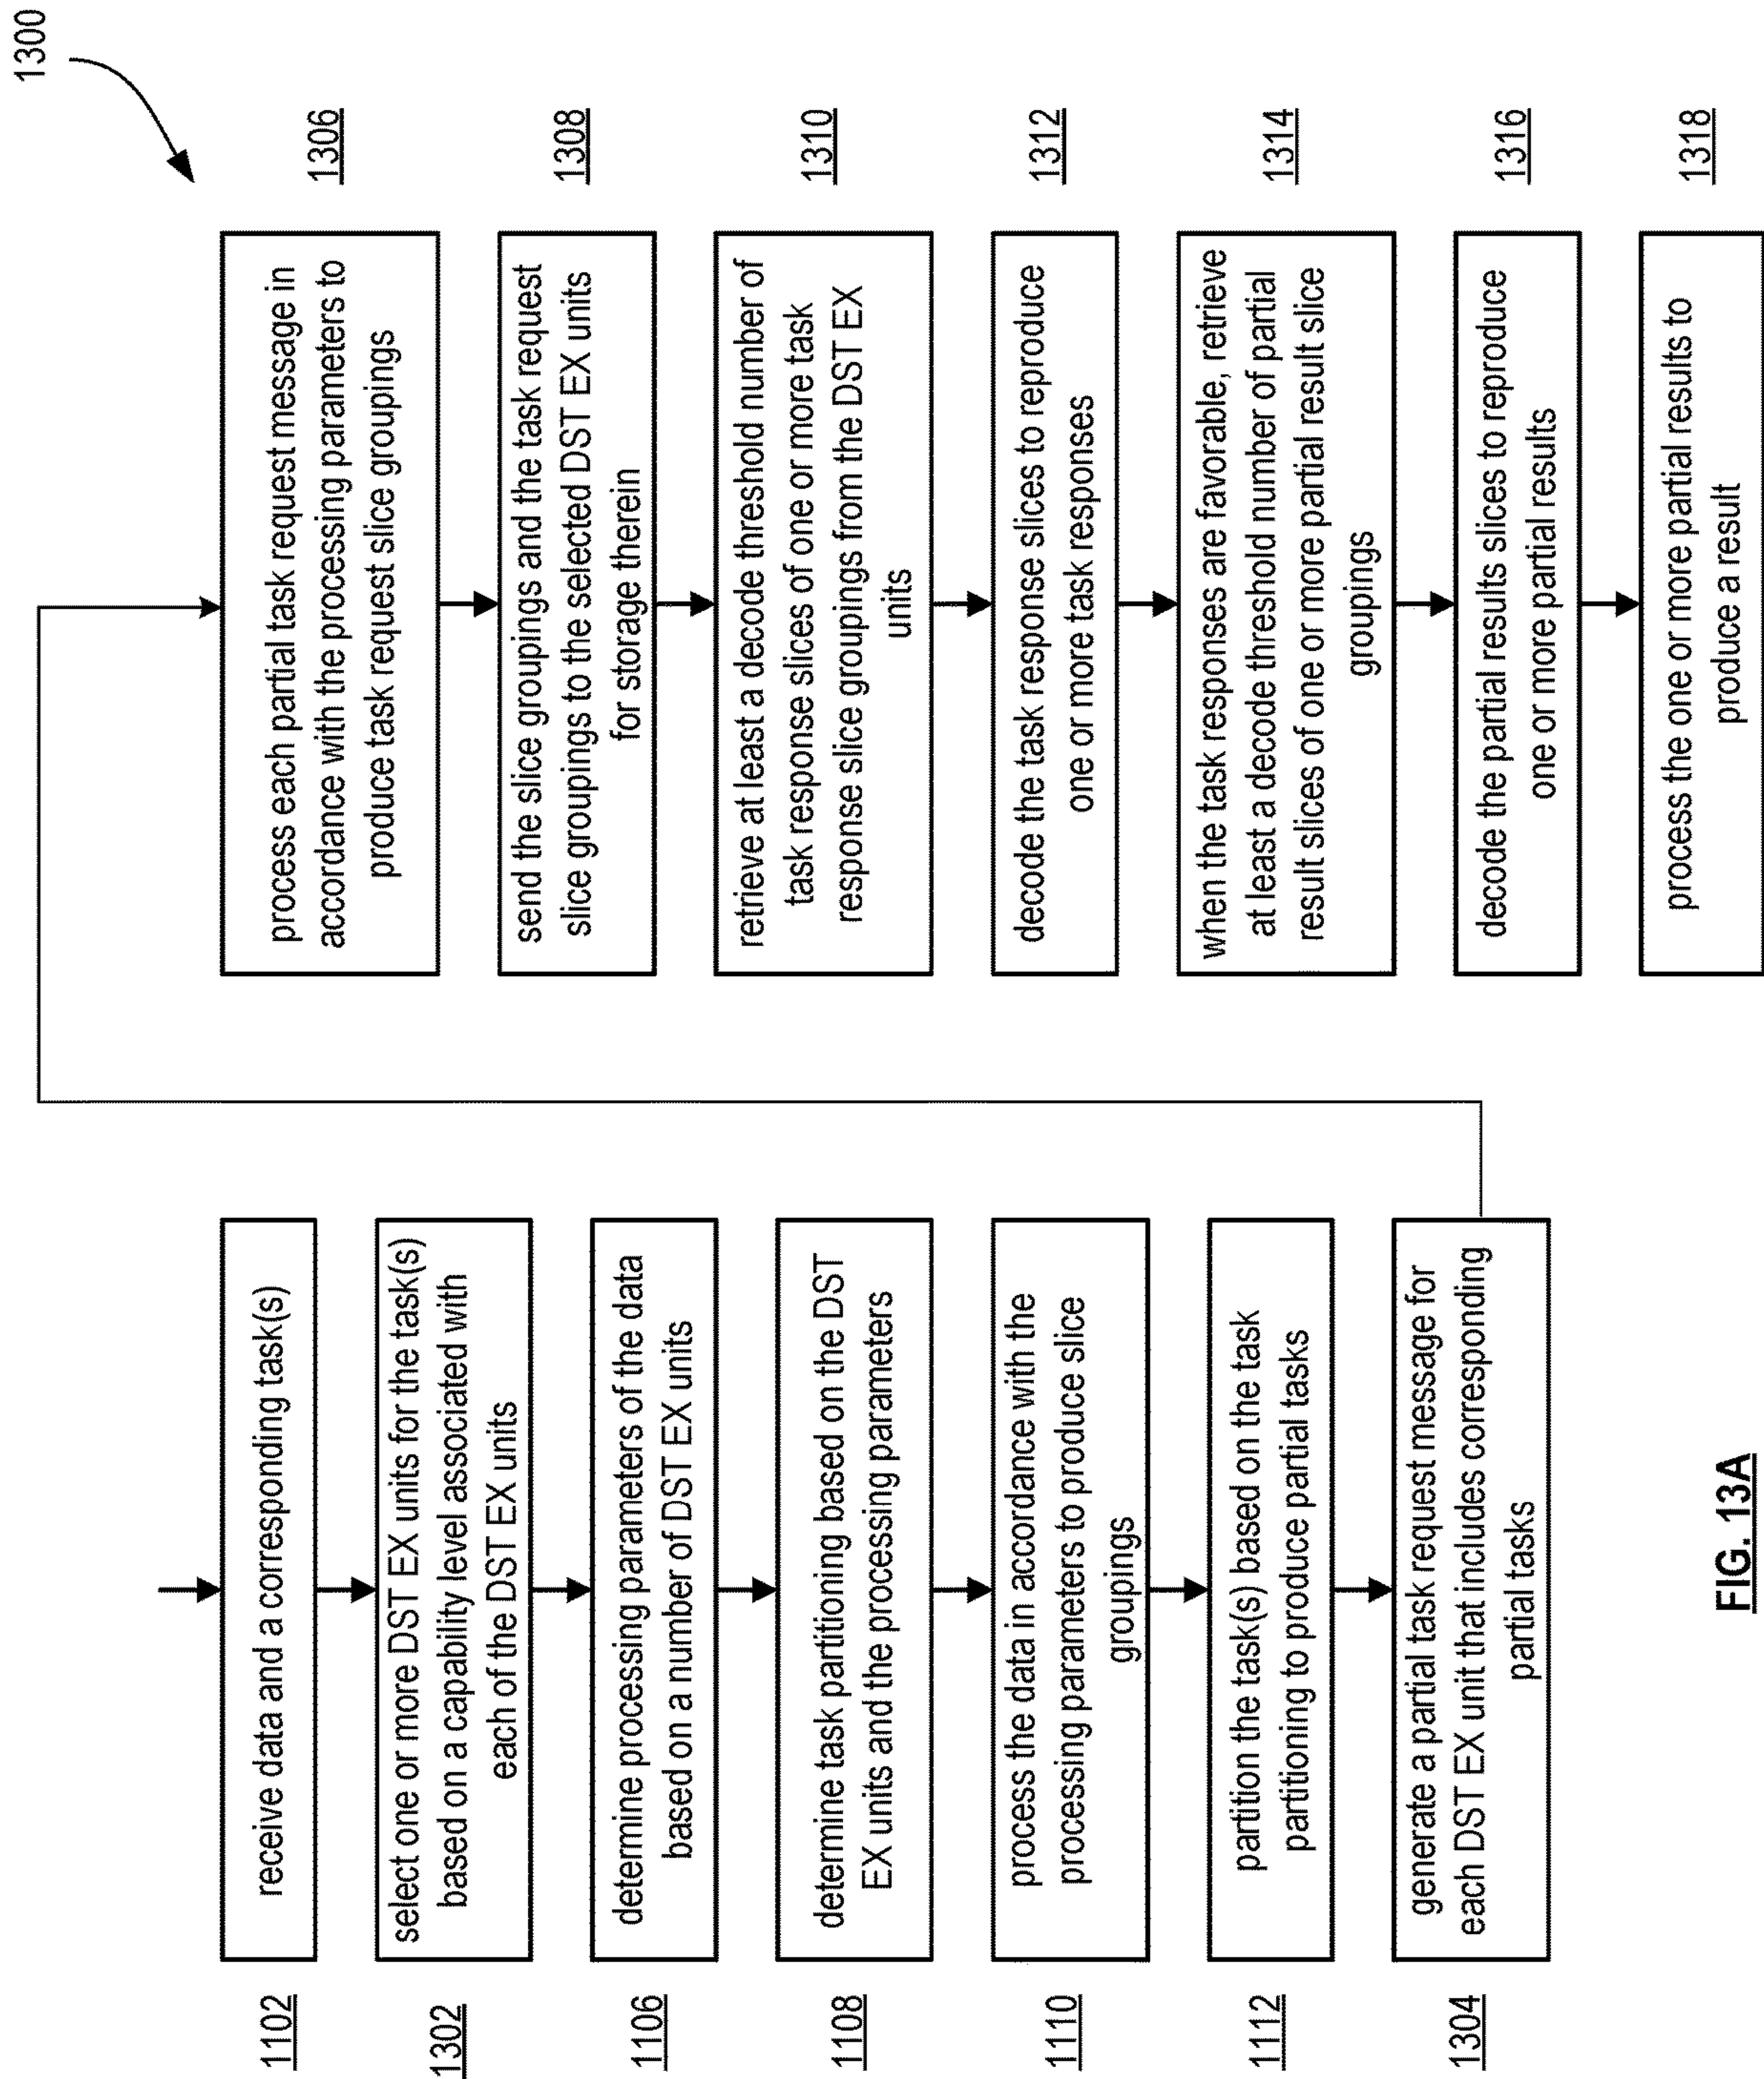 1300
1102
receive data and a corresponding task(s)
1302
select one or more DST EX units for the task(s)
based on a capability level associated with
each of the DST EX units
1106
determine processing parameters of the data
based on a number of DST EX units
1108
determine task partitioning based on the DST
EX units and the processing parameters
1110
process the data in accordance with the
processing parameters to produce slice
groupings
1112
partition the task(s) based on the task
partitioning to produce partial tasks
1304
generate a partial task request message for
each DST EX unit that includes corresponding
partial tasks
1306
process each partial task request message in
accordance with the processing parameters to
produce task request slice groupings
1308
send the slice groupings and the task request
slice groupings to the selected DST EX units
for storage therein
1310
retrieve at least a decode threshold number of
task response slices of one or more task
response slice groupings from the DST EX
units
1312
decode the task response slices to reproduce
one or more task responses
1314
when the task responses are favorable, retrieve
at least a decode threshold number of partial
result slices of one or more partial result slice
groupings
1316
decode the partial results slices to reproduce
one or more partial results
1318
process the one or more partial results to
produce a result
FIG. 13A